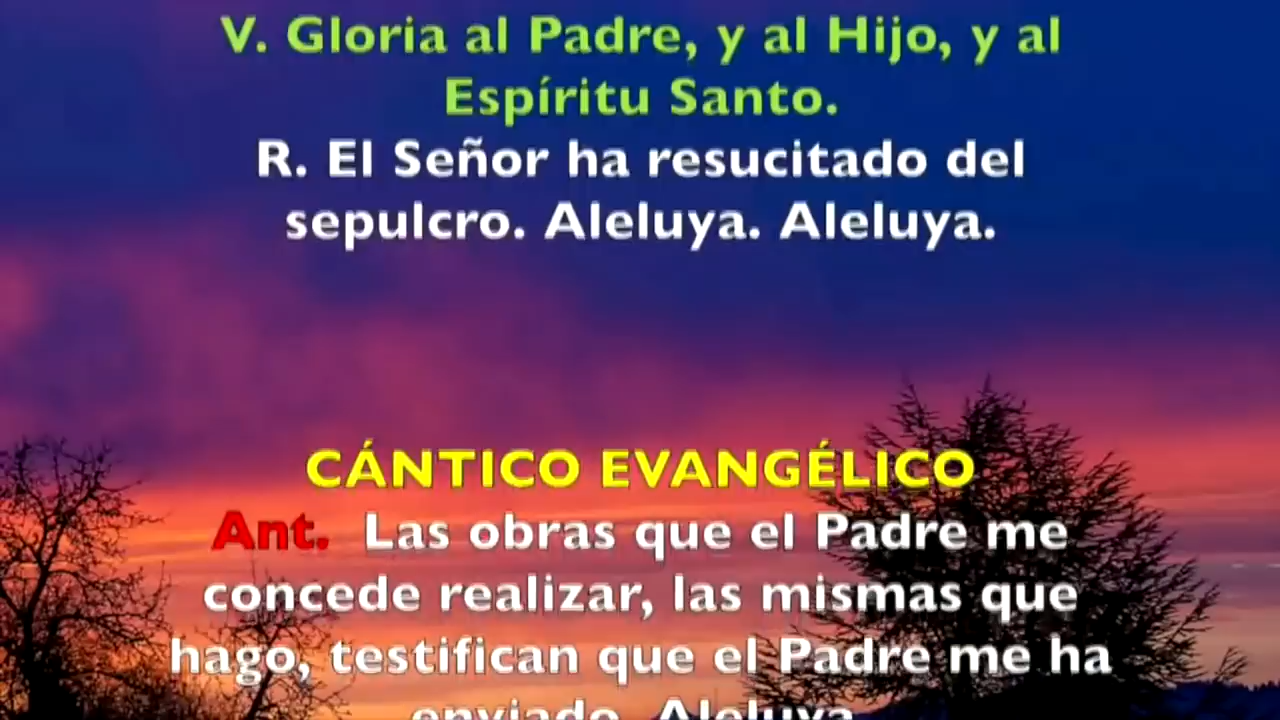 V. Gloria al Padre, y al Hijo, y al
Espíritu Santo.
R. El Señor ha resucitado del
sepulcro. Aleluya. Aleluya.
CÁNTICO EVANGÉLICO
Ant. Las obras que el Padre me
concede realizar, las mismas que
hago, testifican que el Padre me ha
enviado. Aleluya.